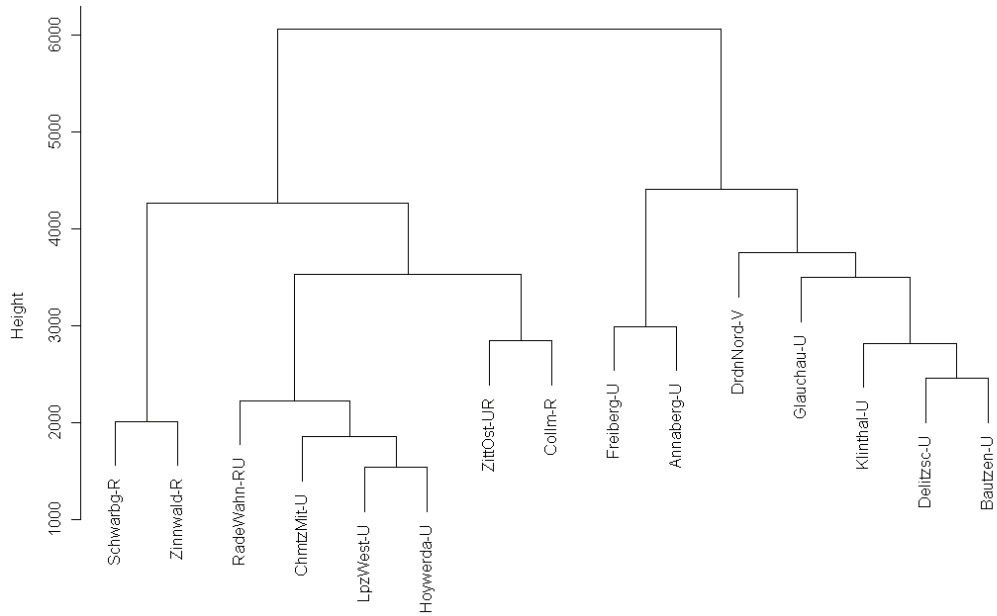 Height
6000
5000
4000
3000
2000
1000
Schwarbg-R
Zinnwald-R
RadeWahn-RU
ChmtzMit-U
LpzWest-U
Hoywerda-U
ZittOst-UR
Collm-R
Freiberg-U
Annaberg-U
DrdnNord-V
Glauchau-U
Klinthal-U
Delitzsc-U
Bautzen-U